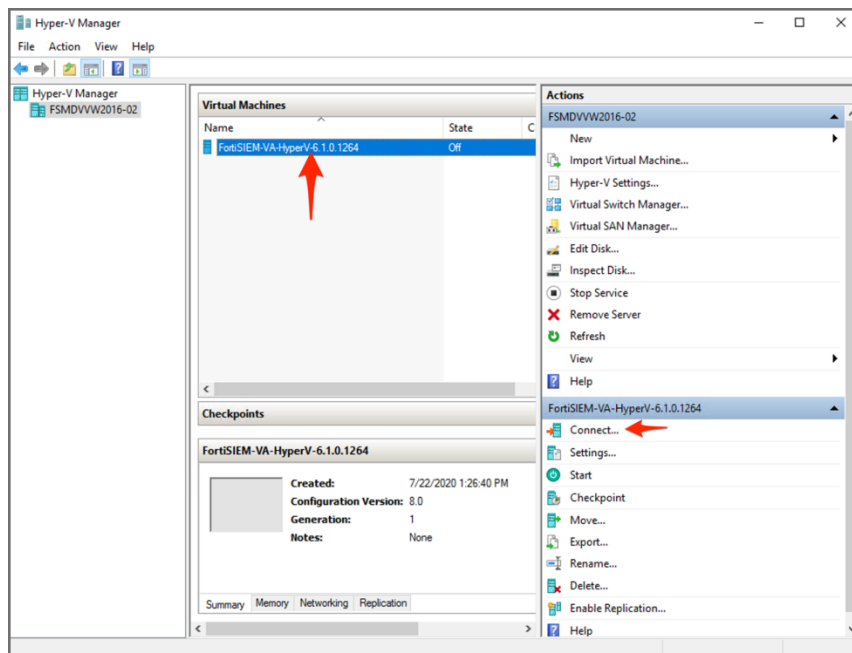 Hyper-V Manager
File Action View Help
Hyper-V Manager
FSMDVVW2016-02
Virtual Machines
Name State C
FortiSIEM-VA-HyperV-6.1.0.1264 Off
Checkpoints
FortiSIEM-VA-HyperV-6.1.0.1264
Created: 7/22/2020 1:26:40 PM
Configuration Version: 8.0
Generation: 1
Notes: None
Summary Memory Networking Replication
Actions
FSMDVVW2016-02
New
Import Virtual Machine...
Hyper-V Settings...
Virtual Switch Manager...
Virtual SAN Manager...
Edit Disk...
Inspect Disk...
Stop Service
Remove Server
Refresh
View
Help
FortiSIEM-VA-HyperV-6.1.0.1264
Connect...
Settings...
Start
Checkpoint
Move...
Export...
Rename...
Delete...
Enable Replication...
Help